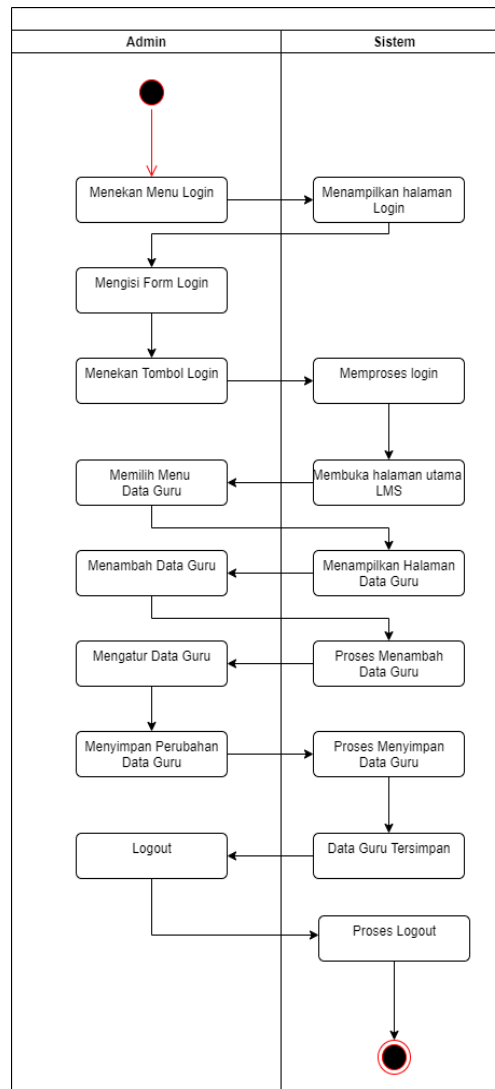 Admin
Sistem
Menekan Menu Login
Menampilkan halaman
Login
Mengisi Form Login
Menekan Tombol Login
Memproses login
Membuka halaman utama
LMS
Memilih Menu
Data Guru
Menampilkan Halaman
Data Guru
Menambah Data Guru
Proses Menambah
Data Guru
Mengatur Data Guru
Menyimpan Perubahan
Data Guru
Proses Menyimpan
Data Guru
Data Guru Tersimpan
Logout
Proses Logout